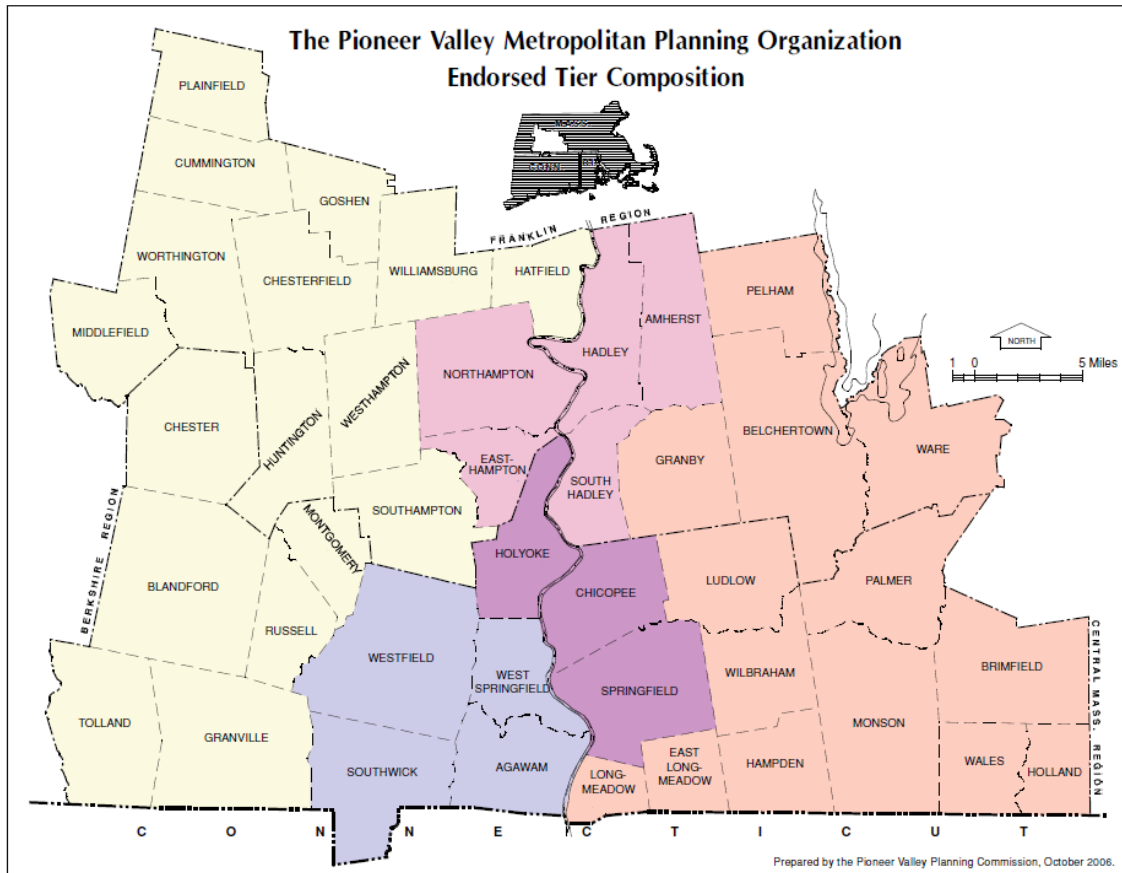 The Pioneer Valley Metropolitan Planning Organization
Endorsed Tier Composition
MASS.
CONN.
R.I.
PLAINFIELD
CUMMINGTON
GOSHEN
FRANKLIN REGION
WORTHINGTON
CHESTERFIELD
WILLIAMSBURG
HATFIELD
PELHAM
MIDDLEFIELD
AMHERST
HADLEY
NORTH
1 0 5 Miles
NORTHAMPTON
WESTHAMPTON
HUNTINGTON
CHESTER
BELCHERTOWN
WARE
EAST-
HAMPTON
GRANBY
SOUTH
HADLEY
SOUTHAMPTON
MONTGOMERY
HOLYOKE
BERKSHIRE REGION
BLANDFORD
CHICOPEE
LUDLOW
PALMER
RUSSELL
WESTFIELD
WEST
SPRINGFIELD
SPRINGFIELD
WILBRAHAM
BRIMFIELD
CENTRAL MASS. REGION
TOLLAND
GRANVILLE
MONSON
SOUTHWICK
AGAWAM
LONG-
MEADOW
EAST
LONG-
MEADOW
HAMPDEN
WALES
HOLLAND
C O N N E C T I C U T
Prepared by the Pioneer Valley Planning Commission, October 2006.